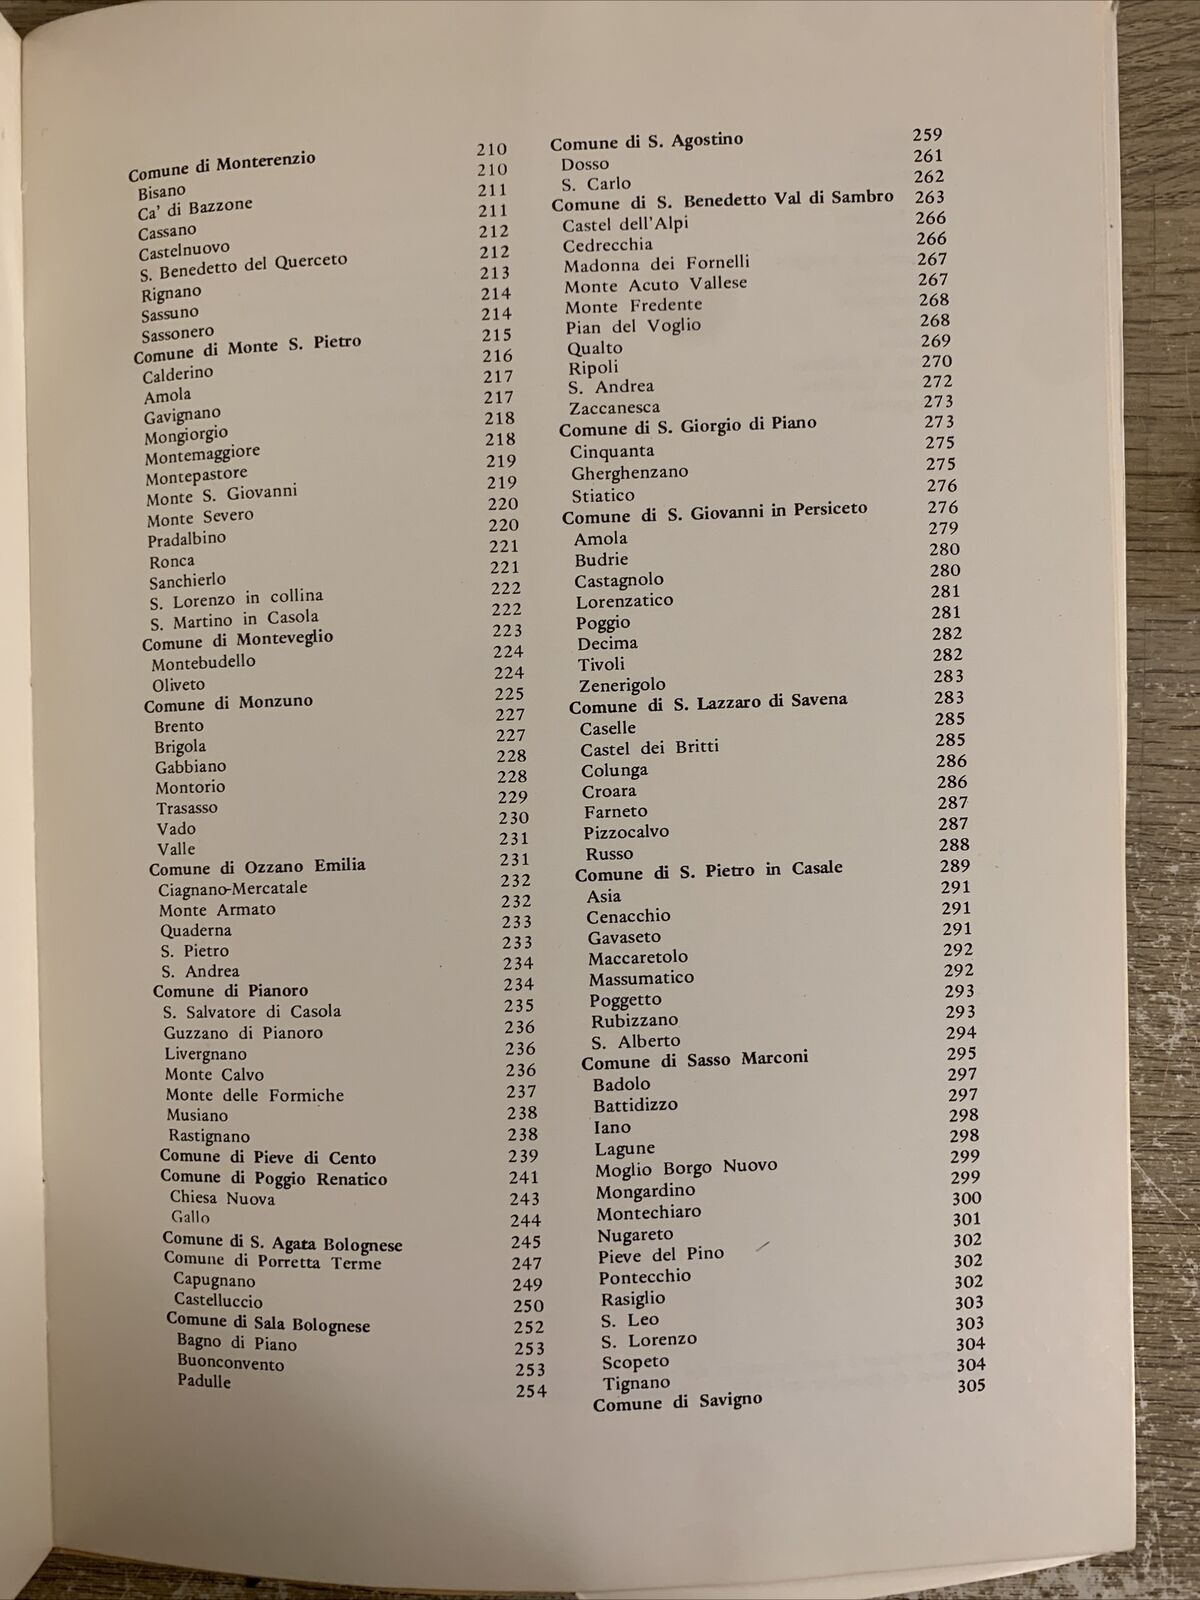 Comune di Monterenzio 210
Bisano 210
Ca' di Bazzone 211
Cassano 211
Castelnuovo 212
S. Benedetto del Querceto 212
Rignano 213
Sassuno 214
Sassonero 214
Comune di Monte S. Pietro 215
Calderino 216
Amola 217
Gavignano 217
Mongiorgio 218
Montemaggiore 218
Montepastore 219
Monte S. Giovanni 219
Monte Severo 220
Pradalbino 220
Ronca 221
Sanchierlo 221
S. Lorenzo in collina 222
S. Martino in Casola 222
Comune di Monteveglio 223
Montebudello 224
Oliveto 224
Comune di Monzuno 225
Brento 227
Brigola 227
Gabbiano 228
Montorio 228
Trasasso 229
Vado 230
Valle 231
Comune di Ozzano Emilia 231
Ciagnano-Mercatale 232
Monte Armato 232
Quaderna 233
S. Pietro 233
S. Andrea 234
Comune di Pianoro 234
S. Salvatore di Casola 235
Guzzano di Pianoro 236
Livergnano 236
Monte Calvo 236
Monte delle Formiche 237
Musiano 238
Rastignano 238
Comune di Pieve di Cento 239
Comune di Poggio Renatico 241
Chiesa Nuova 243
Gallo 244
Comune di S. Agata Bolognese 245
Comune di Porretta Terme 247
Capugnano 249
Castelluccio 250
Comune di Sala Bolognese 252
Bagno di Piano 253
Buonconvento 253
Padulle 254
Comune di S. Agostino 259
Dosso 261
S. Carlo 262
Comune di S. Benedetto Val di Sambro 263
Castel dell'Alpi 266
Cedrecchia 266
Madonna dei Fornelli 267
Monte Acuto Vallese 267
Monte Fredente 268
Pian del Voglio 268
Qualto 269
Ripoli 270
S. Andrea 272
Zaccanesca 273
Comune di S. Giorgio di Piano 273
Cinquanta 275
Gherghenzano 275
Stiatico 276
Comune di S. Giovanni in Persiceto 276
Amola 279
Budrie 280
Castagnolo 280
Lorenzatico 281
Poggio 281
Decima 282
Tivoli 282
Zenerigolo 283
Comune di S. Lazzaro di Savena 283
Caselle 285
Castel dei Britti 285
Colunga 286
Croara 286
Farneto 287
Pizzocalvo 287
Russo 288
Comune di S. Pietro in Casale 289
Asia 291
Cenacchio 291
Gavaseto 291
Maccaretolo 292
Massumatico 292
Poggetto 293
Rubizzano 293
S. Alberto 294
Comune di Sasso Marconi 295
Badolo 297
Battidizzo 297
Iano 298
Lagune 298
Moglio Borgo Nuovo 299
Mongardino 299
Montechiaro 300
Nugareto 301
Pieve del Pino 302
Pontecchio 302
Rasiglio 302
S. Leo 303
S. Lorenzo 303
Scopeto 304
Tignano 304
Comune di Savigno 305